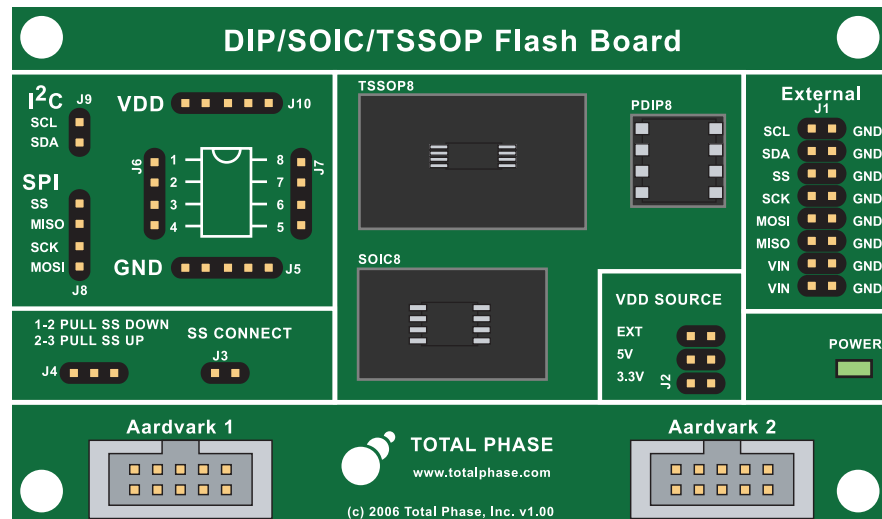 DIP/SOIC/TSSOP Flash Board
I²C
J9
SCL
SDA
VDD
J10
J6
1
2
3
4
8
7
6
5
J7
SPI
SS
MISO
SCK
MOSI
J8
GND
J5
TSSOP8
PDIP8
SOIC8
External
J1
SCL GND
SDA GND
SS GND
SCK GND
MOSI GND
MISO GND
VIN GND
VIN GND
1-2 PULL SS DOWN
2-3 PULL SS UP
J4
SS CONNECT
J3
VDD SOURCE
EXT
5V
3.3V
J2
POWER
Aardvark 1
TOTAL PHASE
www.totalphase.com
(c) 2006 Total Phase, Inc. v1.00
Aardvark 2